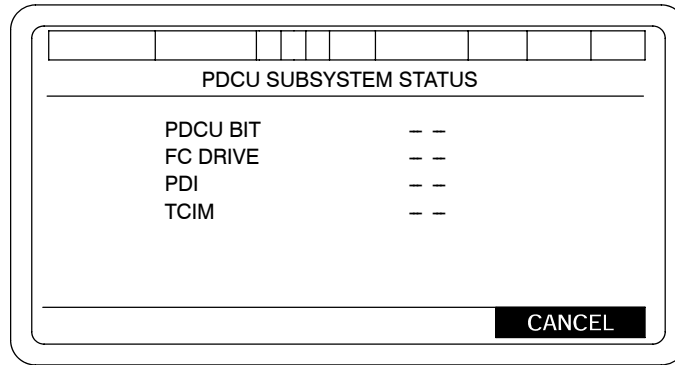 PDCU SUBSYSTEM STATUS
PDCU BIT – –
FC DRIVE – –
PDI – –
TCIM – –
CANCEL